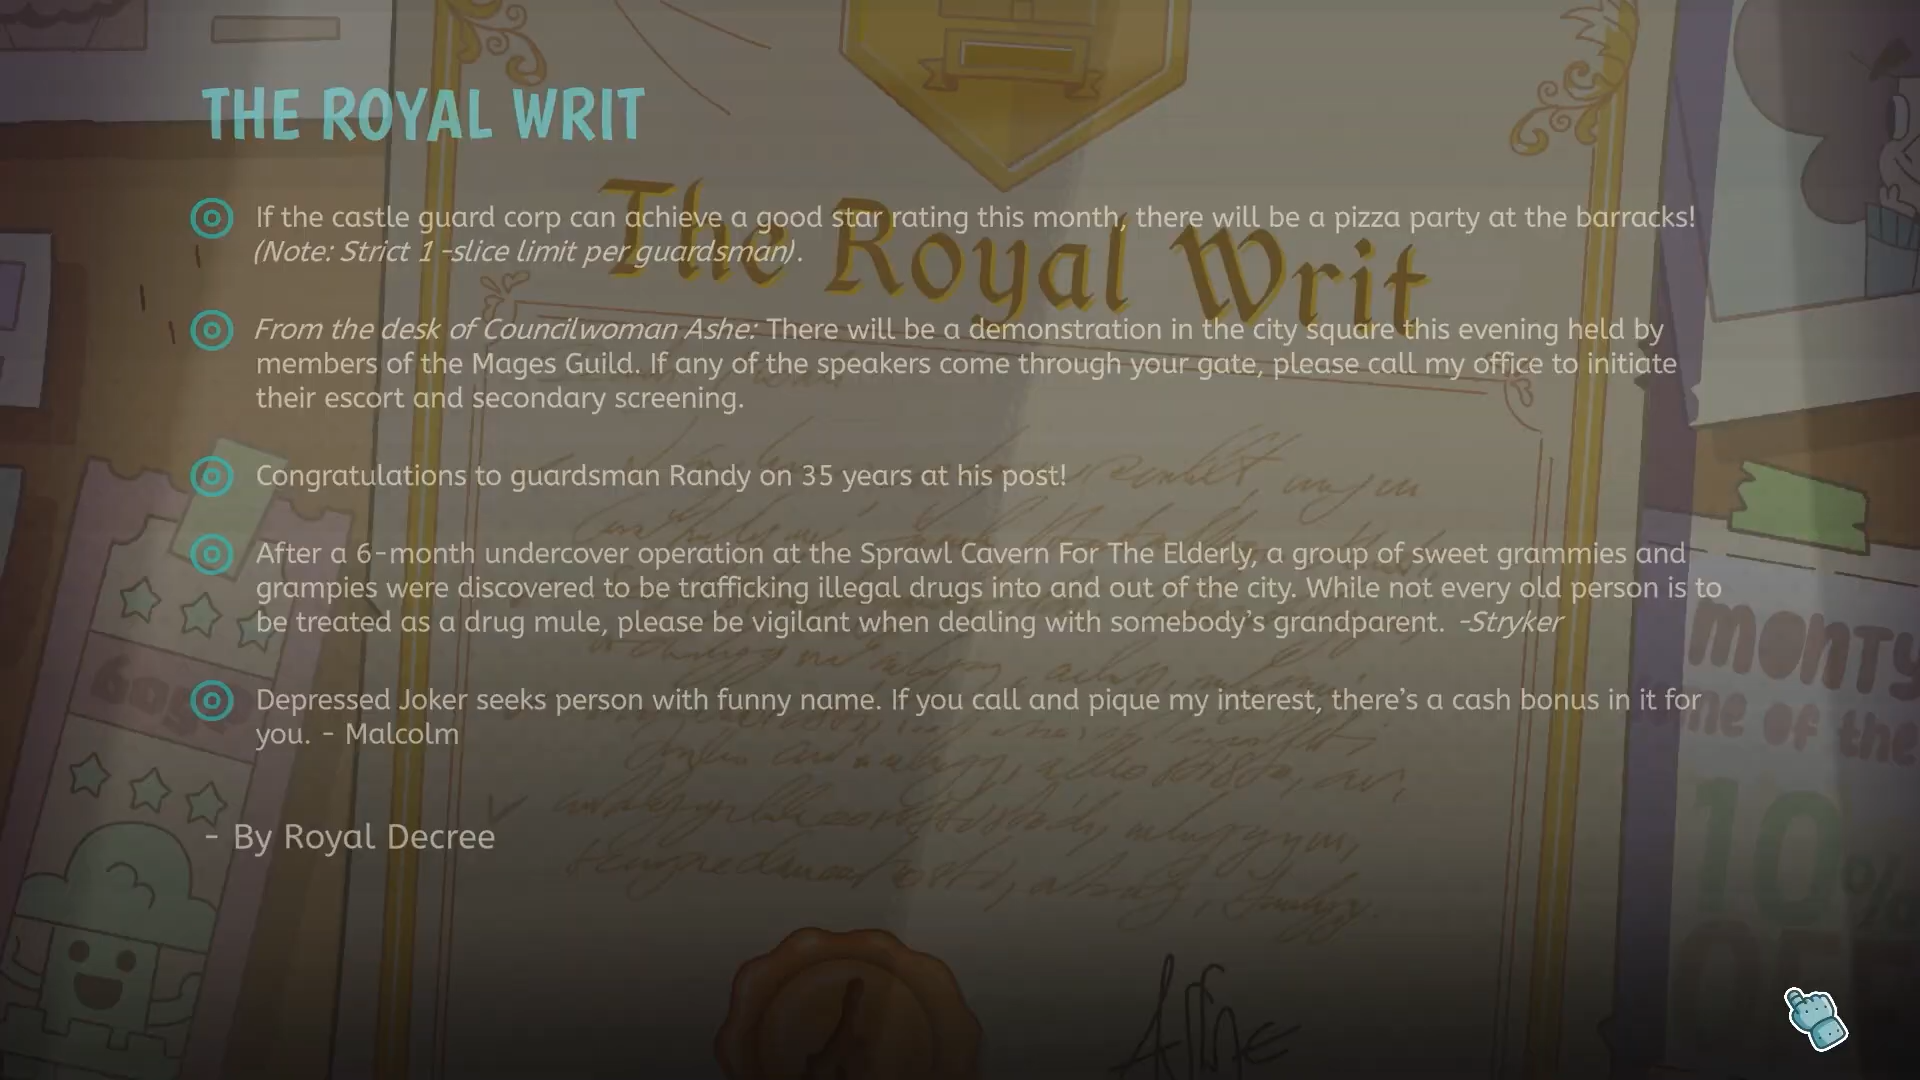 THE ROYAL WRIT
The Royal Writ
If the castle guard corp can achieve a good star rating this month, there will be a pizza party at the barracks!
(Note: Strict 1 -slice limit per guardsman).
From the desk of Councilwoman Ashe: There will be a demonstration in the city square this evening held by
members of the Mages Guild. If any of the speakers come through your gate, please call my office to initiate
their escort and secondary screening.
Congratulations to guardsman Randy on 35 years at his post!
After a 6-month undercover operation at the Sprawl Cavern For The Elderly, a group of sweet grammies and
grampies were discovered to be trafficking illegal drugs into and out of the city. While not every old person is to
be treated as a drug mule, please be vigilant when dealing with somebody's grandparent. -Stryker
Depressed Joker seeks person with funny name. If you call and pique my interest, there's a cash bonus in it for
you. - Malcolm
- By Royal Decree
MONTY
of the
10%
OFF